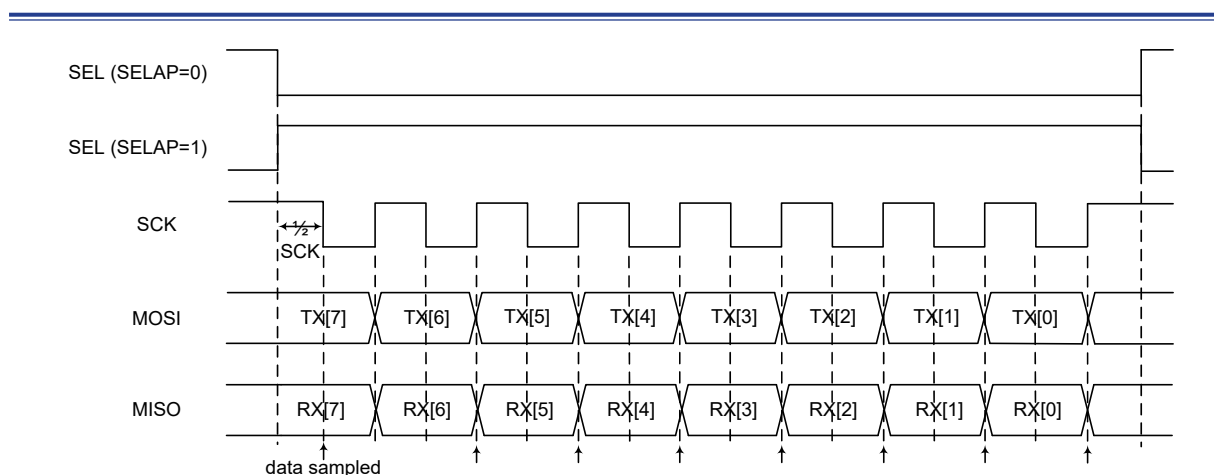 SEL (SELAP=0)
SEL (SELAP=1)
SCK
½
SCK
MOSI
TX[7] TX[6] TX[5] TX[4] TX[3] TX[2] TX[1] TX[0]
MISO
RX[7] RX[6] RX[5] RX[4] RX[3] RX[2] RX[1] RX[0]
data sampled